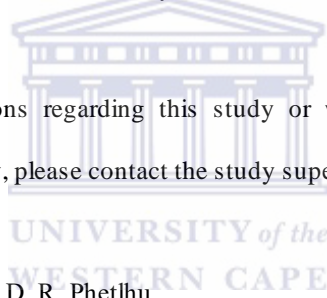 ons regarding this study or
, please contact the study supe
UNIVERSITY of the
WESTERN CAPE
D. R. Phetlhu